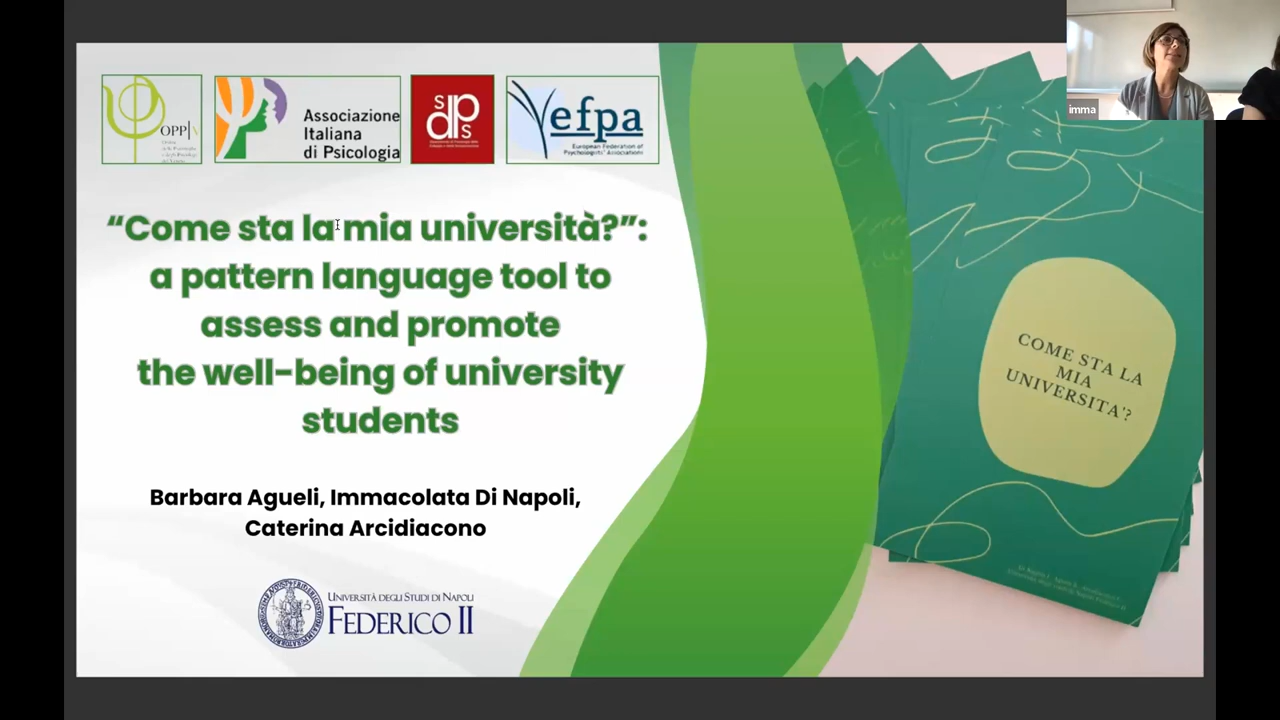 imma
OPP
Associazione
Italiana
di Psicologia
s
dp
s
efpa
European Federation of
Psychologists' Associations
“Come sta la mia università?”:
a pattern language tool to
assess and promote
the well-being of university
students
Barbara Agueli, Immacolata Di Napoli,
Caterina Arcidiacono
UNIVERSITÀ DEGLI STUDI DI NAPOLI
FEDERICO II
COME STA LA
MIA
UNIVERSITA'?